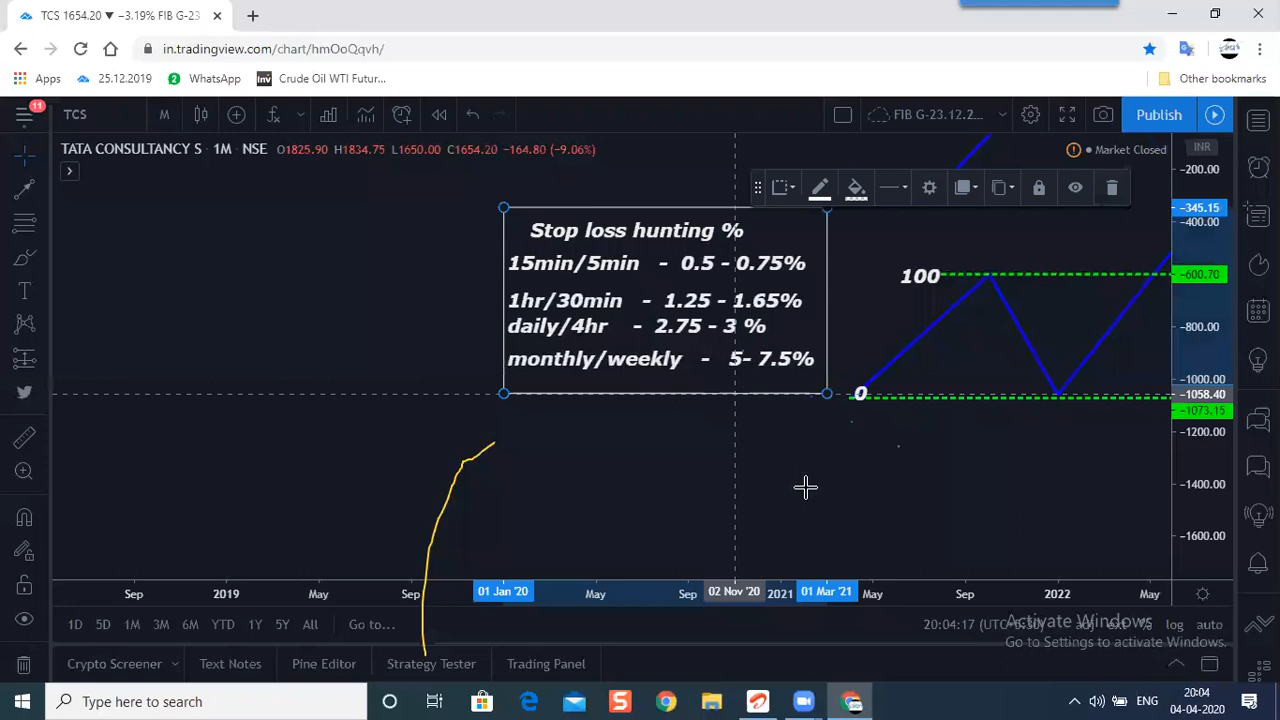 TCS 1654.20 ▼ −3.19% FIB G-23
in.tradingview.com/chart/hmOoQqvh/
Apps 25.12.2019 2 WhatsApp Inv Crude Oil WTI Futur... Other bookmarks
11 TCS M FIB G-23.12.2... Publish
TATA CONSULTANCY S · 1M · NSE O1825.90 H1834.75 L1650.00 C1654.20 −164.80 (−9.06%) Market Closed INR
−200.00
−345.15
−400.00
Stop loss hunting %
15min/5min - 0.5 - 0.75%
1hr/30min - 1.25 - 1.65%
daily/4hr - 2.75 - 3 %
monthly/weekly - 5- 7.5%
100
0
−600.70
−800.00
−1000.00
−1058.40
−1073.15
−1200.00
−1400.00
−1600.00
Sep 2019 May Sep 01 Jan '20 May Sep 02 Nov '20 2021 01 Mar '21 May Sep 2022 May
1D 5D 1M 3M 6M YTD 1Y 5Y All Go to... 20:04:17 (UTC+5:30) % log auto
Activate Windows
Go to Settings to activate Windows.
Crypto Screener Text Notes Pine Editor Strategy Tester Trading Panel
Type here to search ENG 20:04
04-04-2020